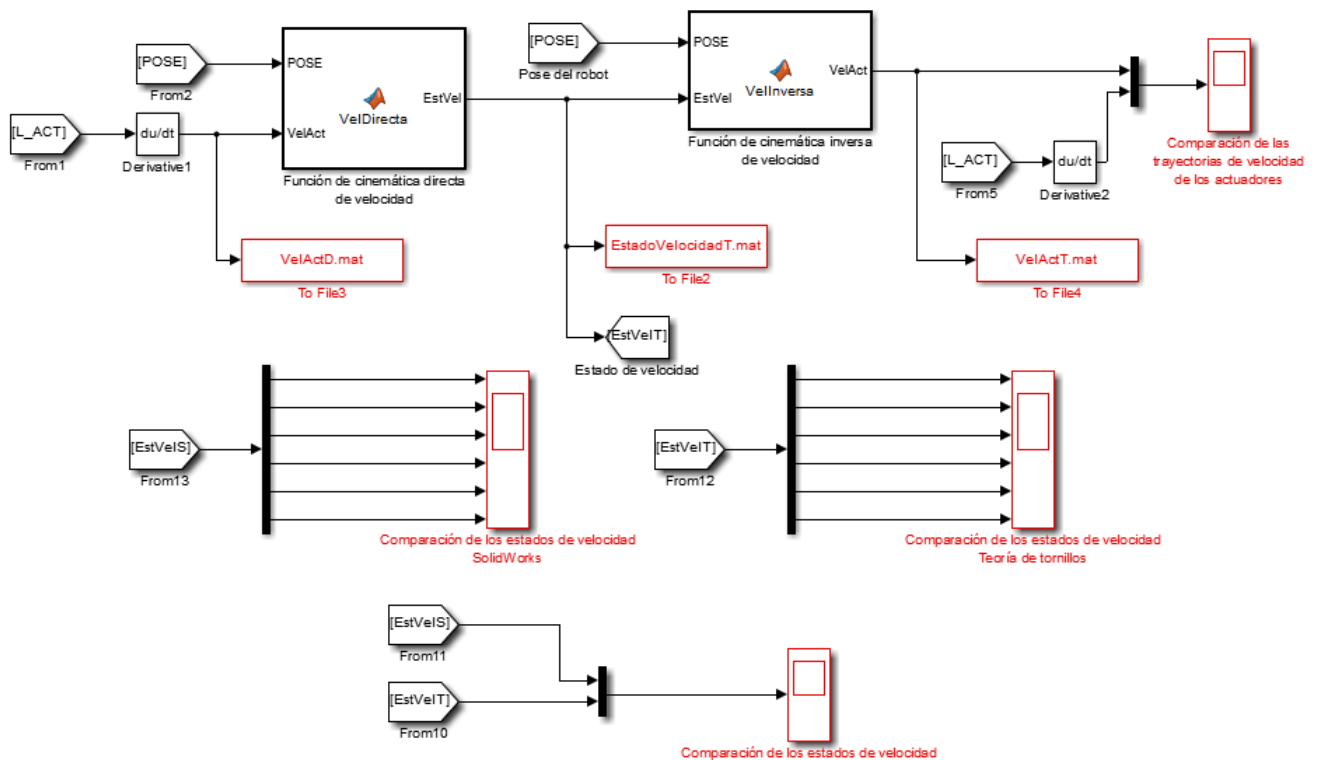 [POSE]
From2
[L_ACT]
From1
du/dt
Derivative1
POSE
VelAct
VelDirecta
EstVel
Función de cinemática directa
de velocidad
[POSE]
Pose del robot
POSE
EstVel
VelInversa
VelAct
Función de cinemática inversa
de velocidad
[L_ACT]
From5
du/dt
Derivative2
Comparación de las
trayectorias de velocidad
de los actuadores
VelActD.mat
To File3
EstadoVelocidadT.mat
To File2
VelActT.mat
To File4
[EstVelT]
Estado de velocidad
[EstVelS]
From13
Comparación de los estados de velocidad
SolidWorks
[EstVelT]
From12
Comparación de los estados de velocidad
Teoría de tornillos
[EstVelS]
From11
[EstVelT]
From10
Comparación de los estados de velocidad